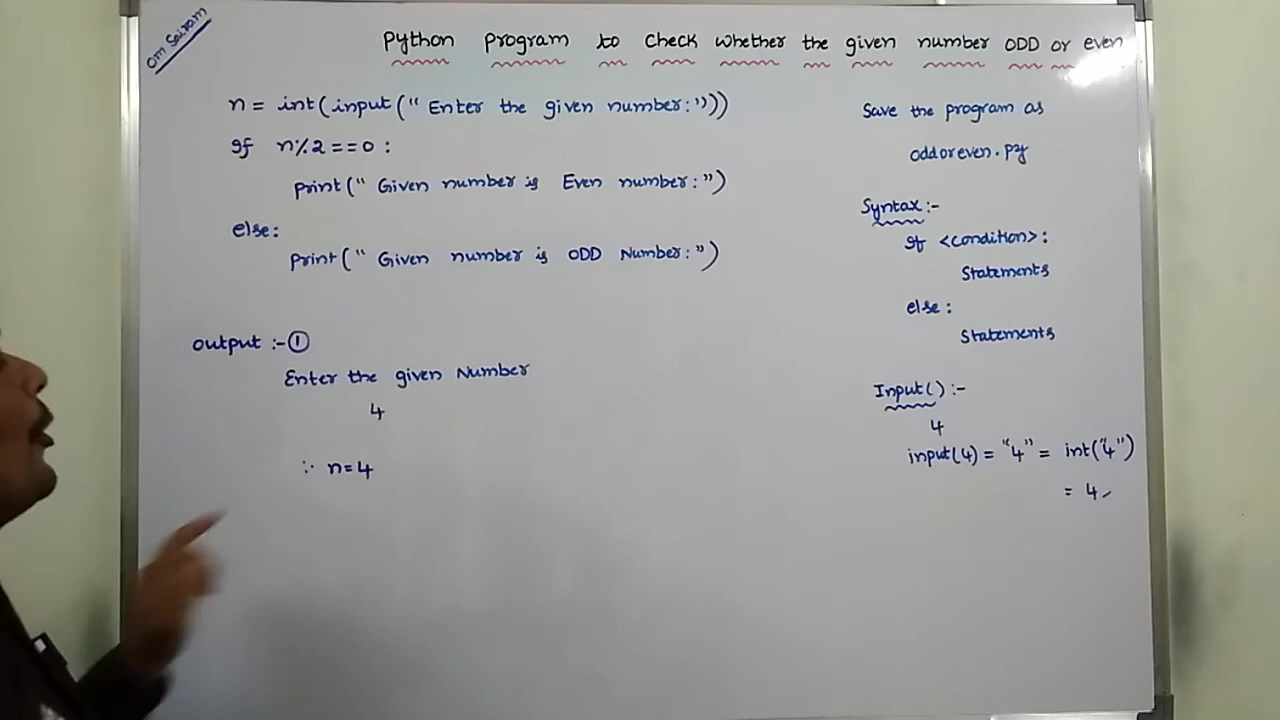 Om Sairam
Python program to check whether the given number ODD or even
n = int(input("Enter the given number:"))
If n%2==0:
print("Given number is Even number:")
else:
print("Given number is ODD Number:")
output :- ①
Enter the given Number
4
∵ n=4
Save the program as
oddoreven.py
Syntax:-
If <condition>:
Statements
else:
Statements
Input():-
4
input(4) = "4" = int("4")
= 4